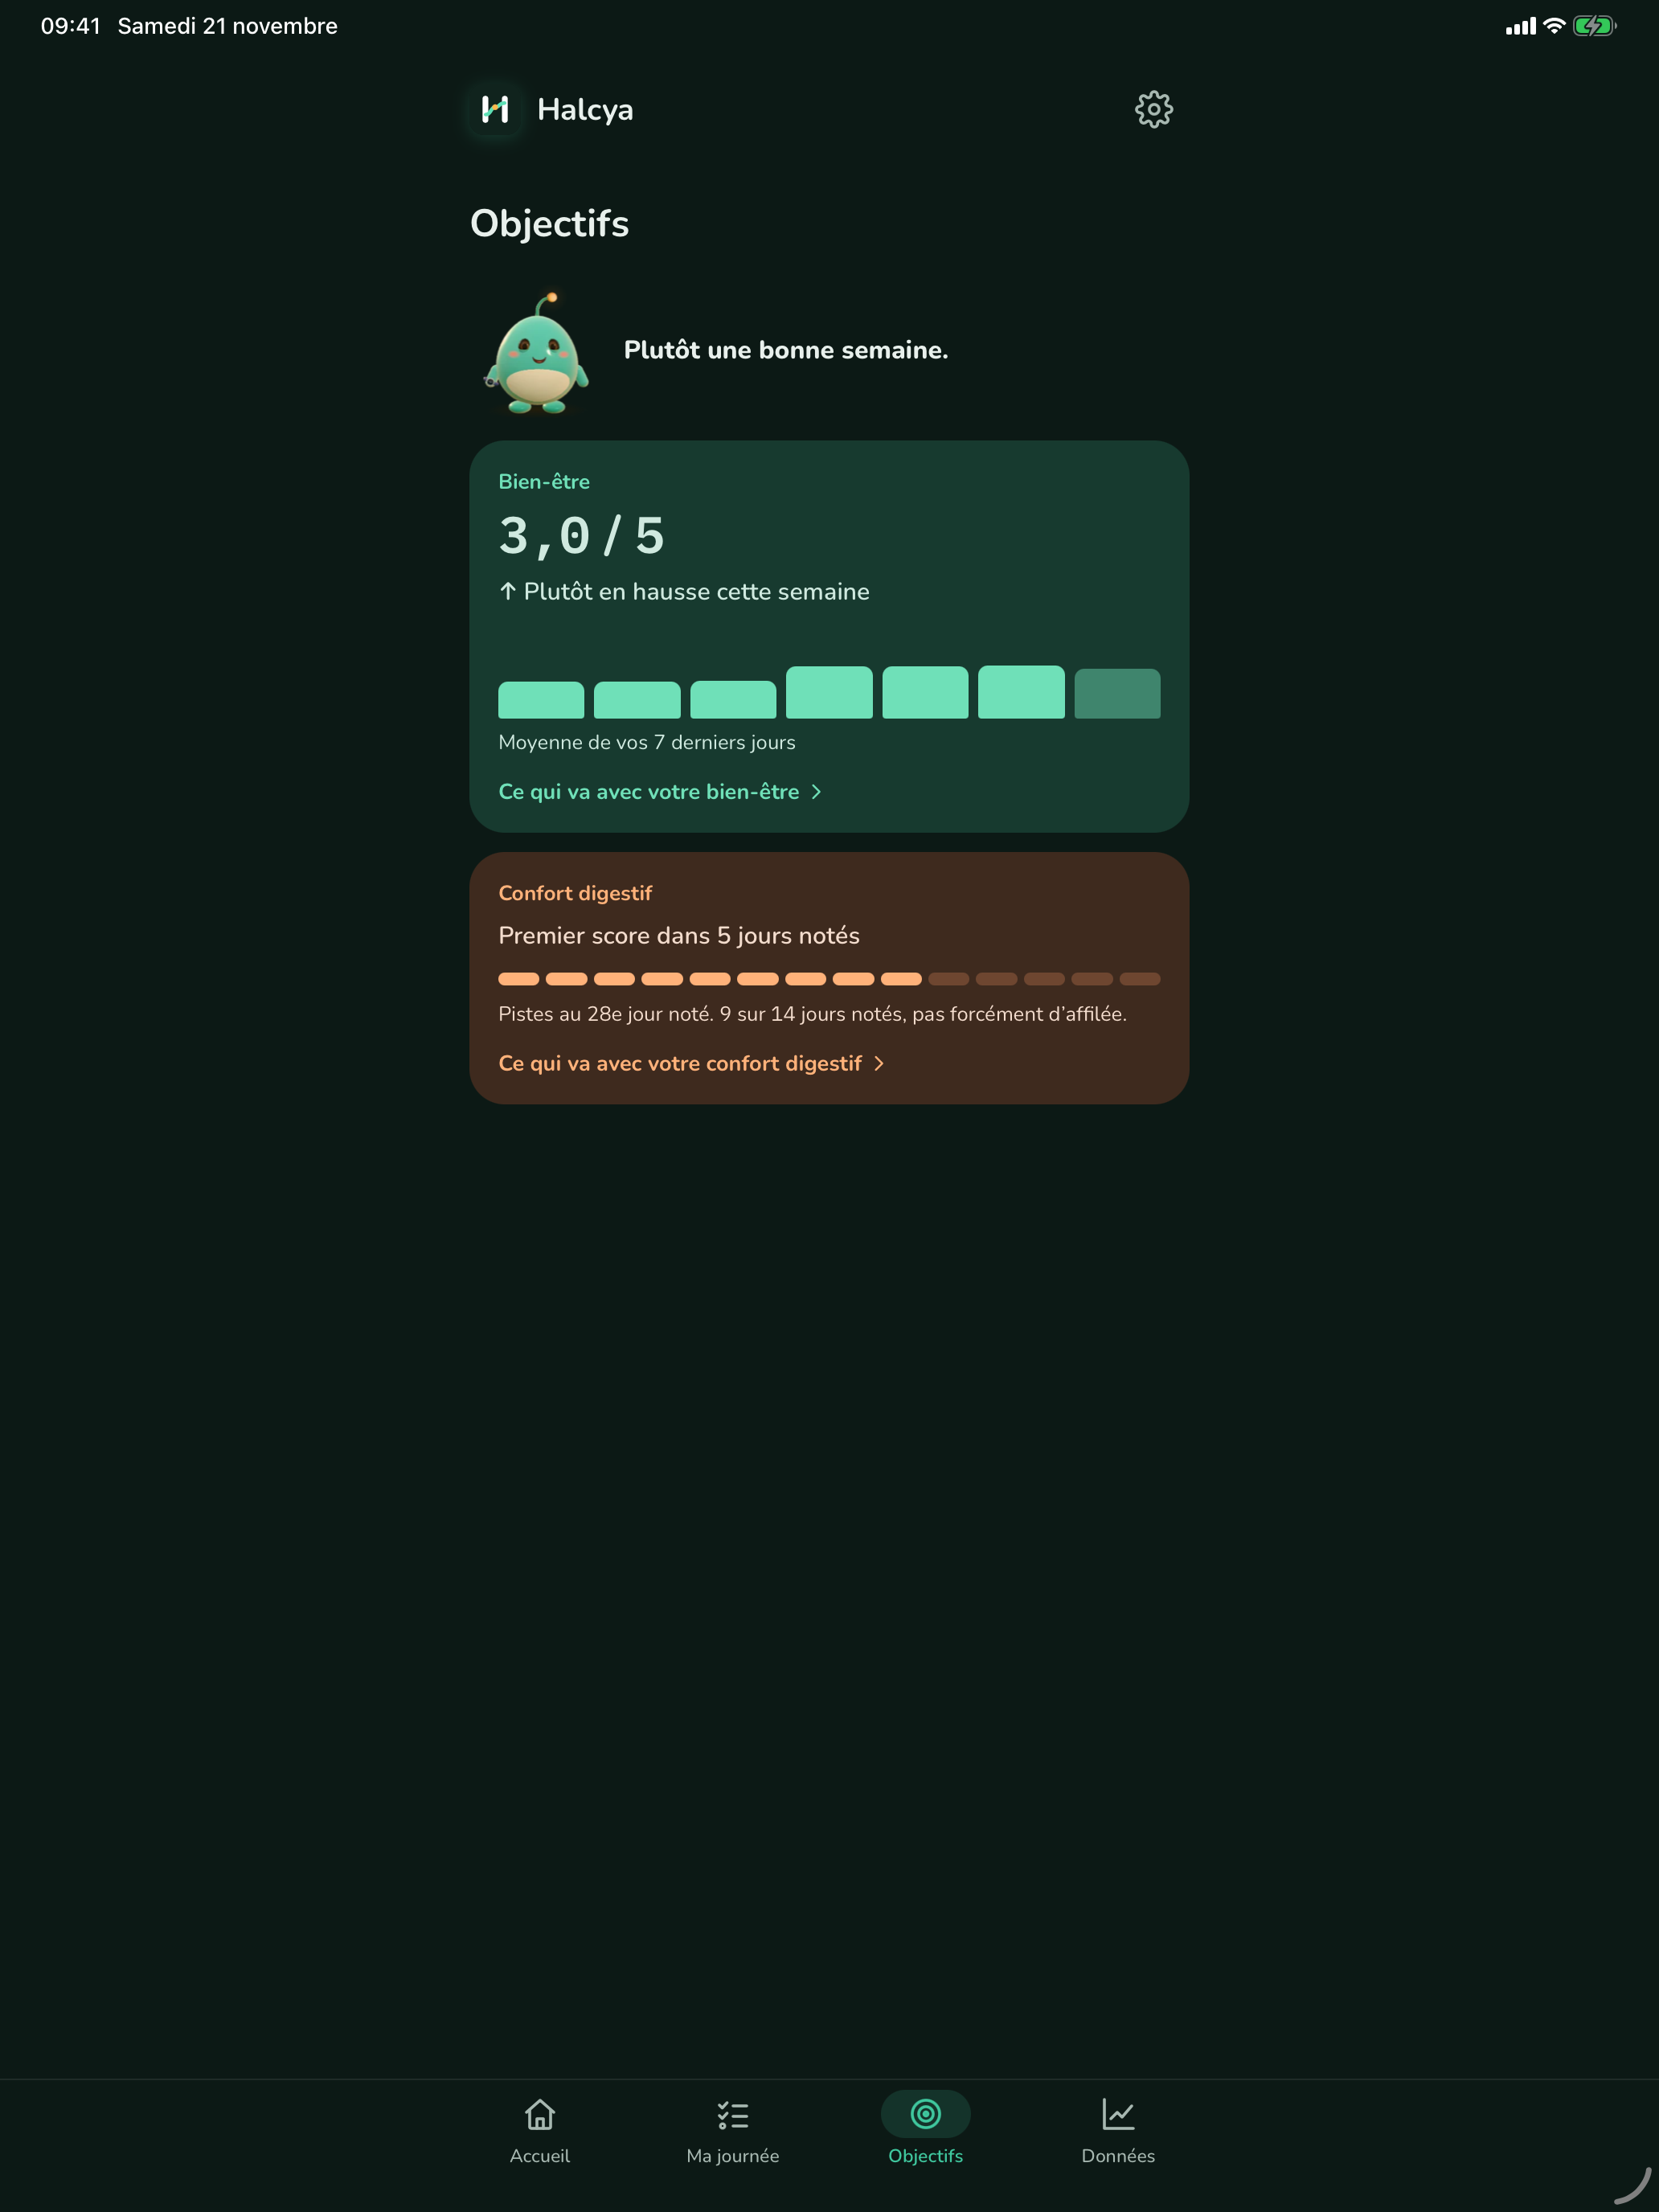 09:41 Samedi 21 novembre
Halcya
Objectifs
Plutôt une bonne semaine.
Bien-être
3,0/5
↑ Plutôt en hausse cette semaine
Moyenne de vos 7 derniers jours
Ce qui va avec votre bien-être >
Confort digestif
Premier score dans 5 jours notés
Pistes au 28e jour noté. 9 sur 14 jours notés, pas forcément d’affilée.
Ce qui va avec votre confort digestif >
Accueil
Ma journée
Objectifs
Données